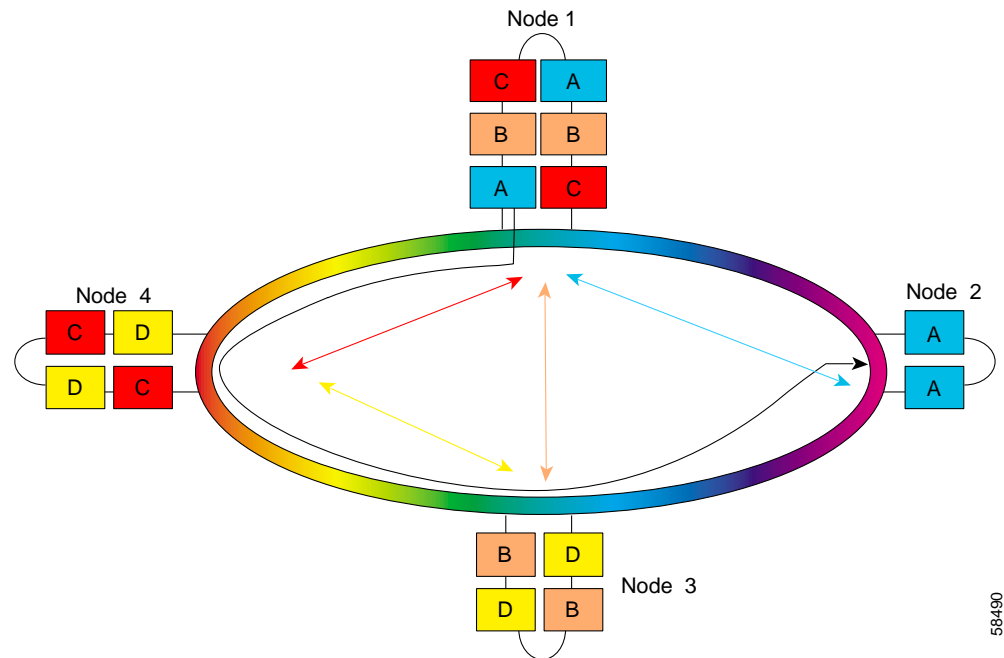 Node 1
C A
B B
A C
Node 4
C D
D C
Node 2
A
A
B D
D B
Node 3
58490